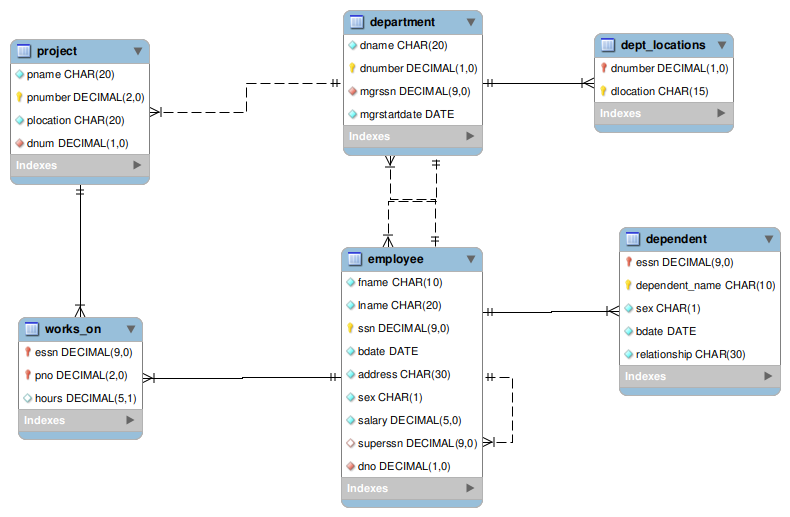 project
pname CHAR(20)
pnumber DECIMAL(2,0)
plocation CHAR(20)
dnum DECIMAL(1,0)
Indexes
department
dname CHAR(20)
dnumber DECIMAL(1,0)
mgrssn DECIMAL(9,0)
mgrstartdate DATE
Indexes
dept_locations
dnumber DECIMAL(1,0)
dlocation CHAR(15)
Indexes
works_on
essn DECIMAL(9,0)
pno DECIMAL(2,0)
hours DECIMAL(5,1)
Indexes
employee
fname CHAR(10)
lname CHAR(20)
ssn DECIMAL(9,0)
bdate DATE
address CHAR(30)
sex CHAR(1)
salary DECIMAL(5,0)
superssn DECIMAL(9,0)
dno DECIMAL(1,0)
Indexes
dependent
essn DECIMAL(9,0)
dependent_name CHAR(10)
sex CHAR(1)
bdate DATE
relationship CHAR(30)
Indexes